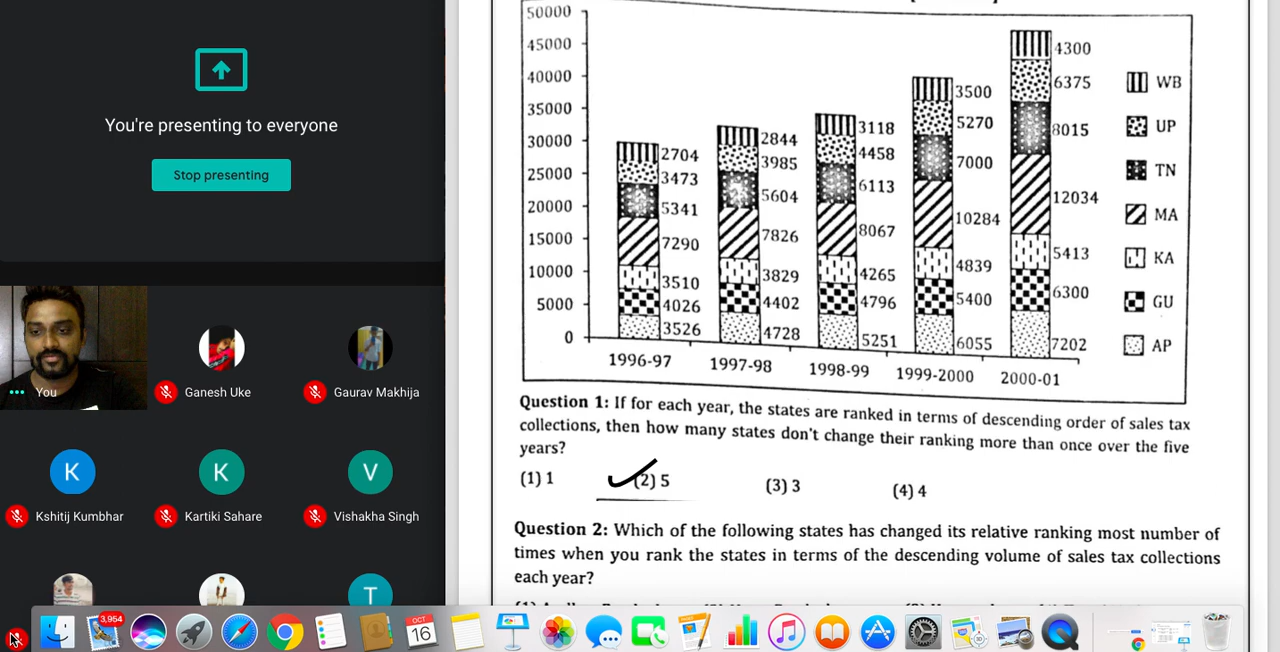 You're presenting to everyone
Stop presenting
You
Ganesh Uke
Gaurav Makhija
K
K
V
Kshitij Kumbhar
Kartiki Sahare
Vishakha Singh
T
50000
45000
40000
35000
30000
25000
20000
15000
10000
5000
0
2704
3473
5341
7290
3510
4026
3526
2844
3985
5604
7826
3829
4402
4728
3118
4458
6113
8067
4265
4796
5251
3500
5270
7000
10284
4839
5400
6055
4300
6375
8015
12034
5413
6300
7202
WB
UP
TN
MA
KA
GU
AP
1996-97
1997-98
1998-99
1999-2000
2000-01
Question 1: If for each year, the states are ranked in terms of descending order of sales tax
collections, then how many states don't change their ranking more than once over the five
years?
(1) 1
(2) 5
(3) 3
(4) 4
Question 2: Which of the following states has changed its relative ranking most number of
times when you rank the states in terms of the descending volume of sales tax collections
each year?
3,954
OCT
16